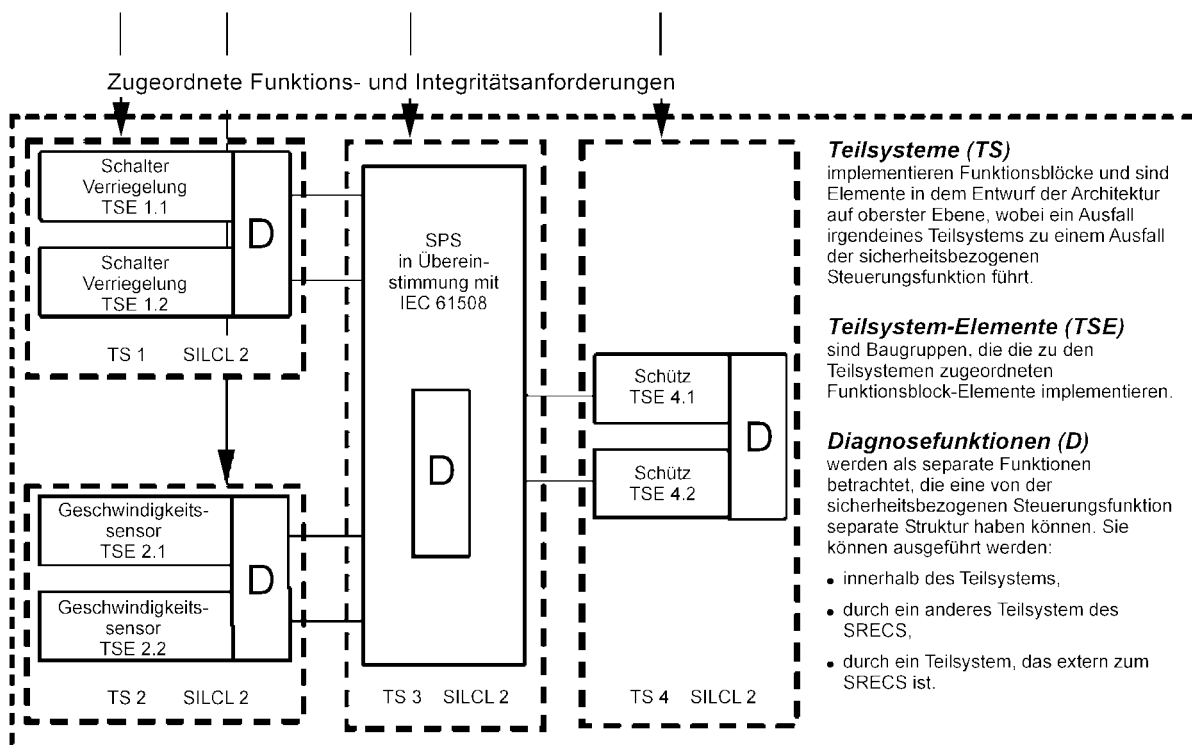 Zugeordnete Funktions- und Integritätsanforderungen
Schalter
Verriegelung
TSE 1.1
D
Schalter
Verriegelung
TSE 1.2
TS 1 SILCL 2
Geschwindigkeits-
sensor
TSE 2.1
D
Geschwindigkeits-
sensor
TSE 2.2
TS 2 SILCL 2
SPS
in Überein-
stimmung mit
IEC 61508
D
TS 3 SILCL 2
Schütz
TSE 4.1
D
Schütz
TSE 4.2
TS 4 SILCL 2
Teilsysteme (TS)
implementieren Funktionsblöcke und sind
Elemente in dem Entwurf der Architektur
auf oberster Ebene, wobei ein Ausfall
irgendeines Teilsystems zu einem Ausfall
der sicherheitsbezogenen
Steuerungsfunktion führt.
Teilsystem-Elemente (TSE)
sind Baugruppen, die die zu den
Teilsystemen zugeordneten
Funktionsblock-Elemente implementieren.
Diagnosefunktionen (D)
werden als separate Funktionen
betrachtet, die eine von der
sicherheitsbezogenen Steuerungsfunktion
separate Struktur haben können. Sie
können ausgeführt werden:
• innerhalb des Teilsystems,
• durch ein anderes Teilsystem des
SRECS,
• durch ein Teilsystem, das extern zum
SRECS ist.